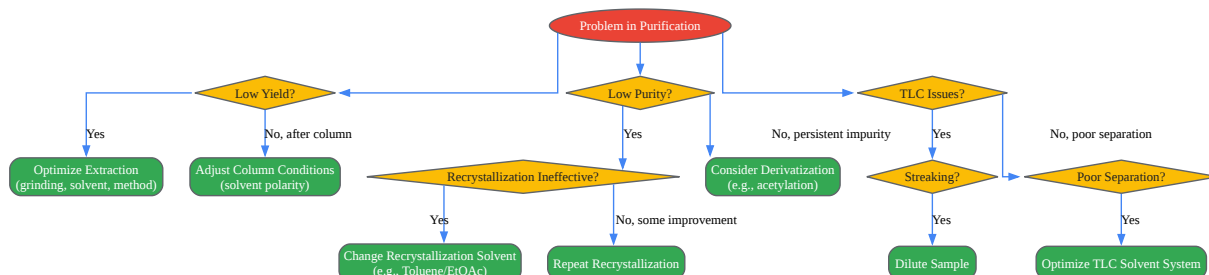 Problem in Purification
Low Yield?
Low Purity?
TLC Issues?
Yes
No, after column
Yes
No, persistent impurity
Yes
No, poor separation
Optimize Extraction
(grinding, solvent, method)
Adjust Column Conditions
(solvent polarity)
Recrystallization Ineffective?
Consider Derivatization
(e.g., acetylation)
Streaking?
Poor Separation?
Yes
No, some improvement
Yes
Yes
Change Recrystallization Solvent
(e.g., Toluene/EtOAc)
Repeat Recrystallization
Dilute Sample
Optimize TLC Solvent System